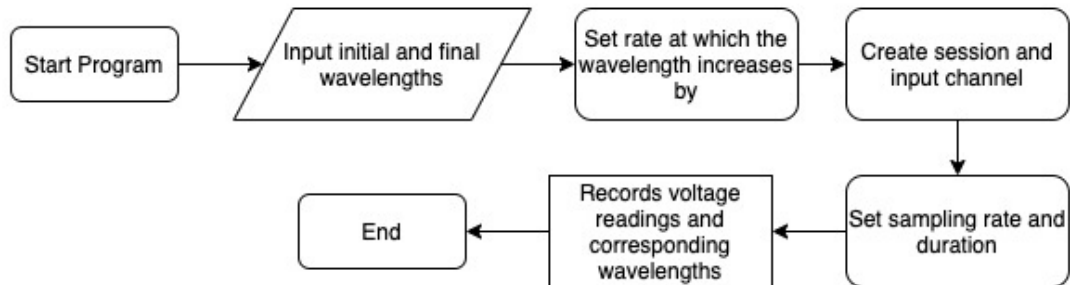 Start Program
Input initial and final
wavelengths
Set rate at which the
wavelength increases
by
Create session and
input channel
Set sampling rate and
duration
Records voltage
readings and
corresponding
wavelengths
End